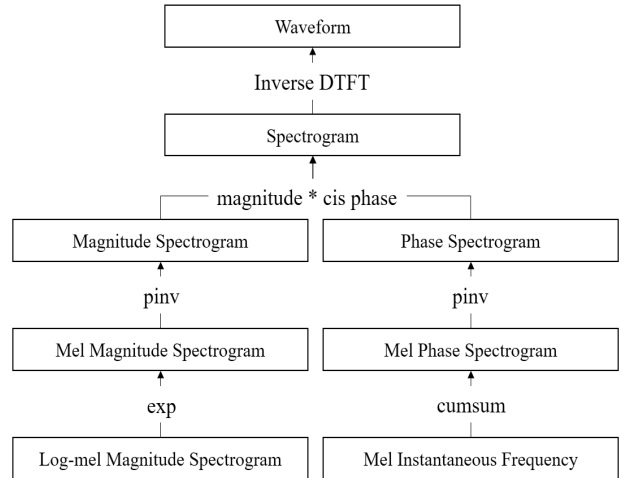 Waveform
Inverse DTFT
Spectrogram
magnitude * cis phase
Magnitude Spectrogram
Phase Spectrogram
pinv
pinv
Mel Magnitude Spectrogram
Mel Phase Spectrogram
exp
cumsum
Log-mel Magnitude Spectrogram
Mel Instantaneous Frequency